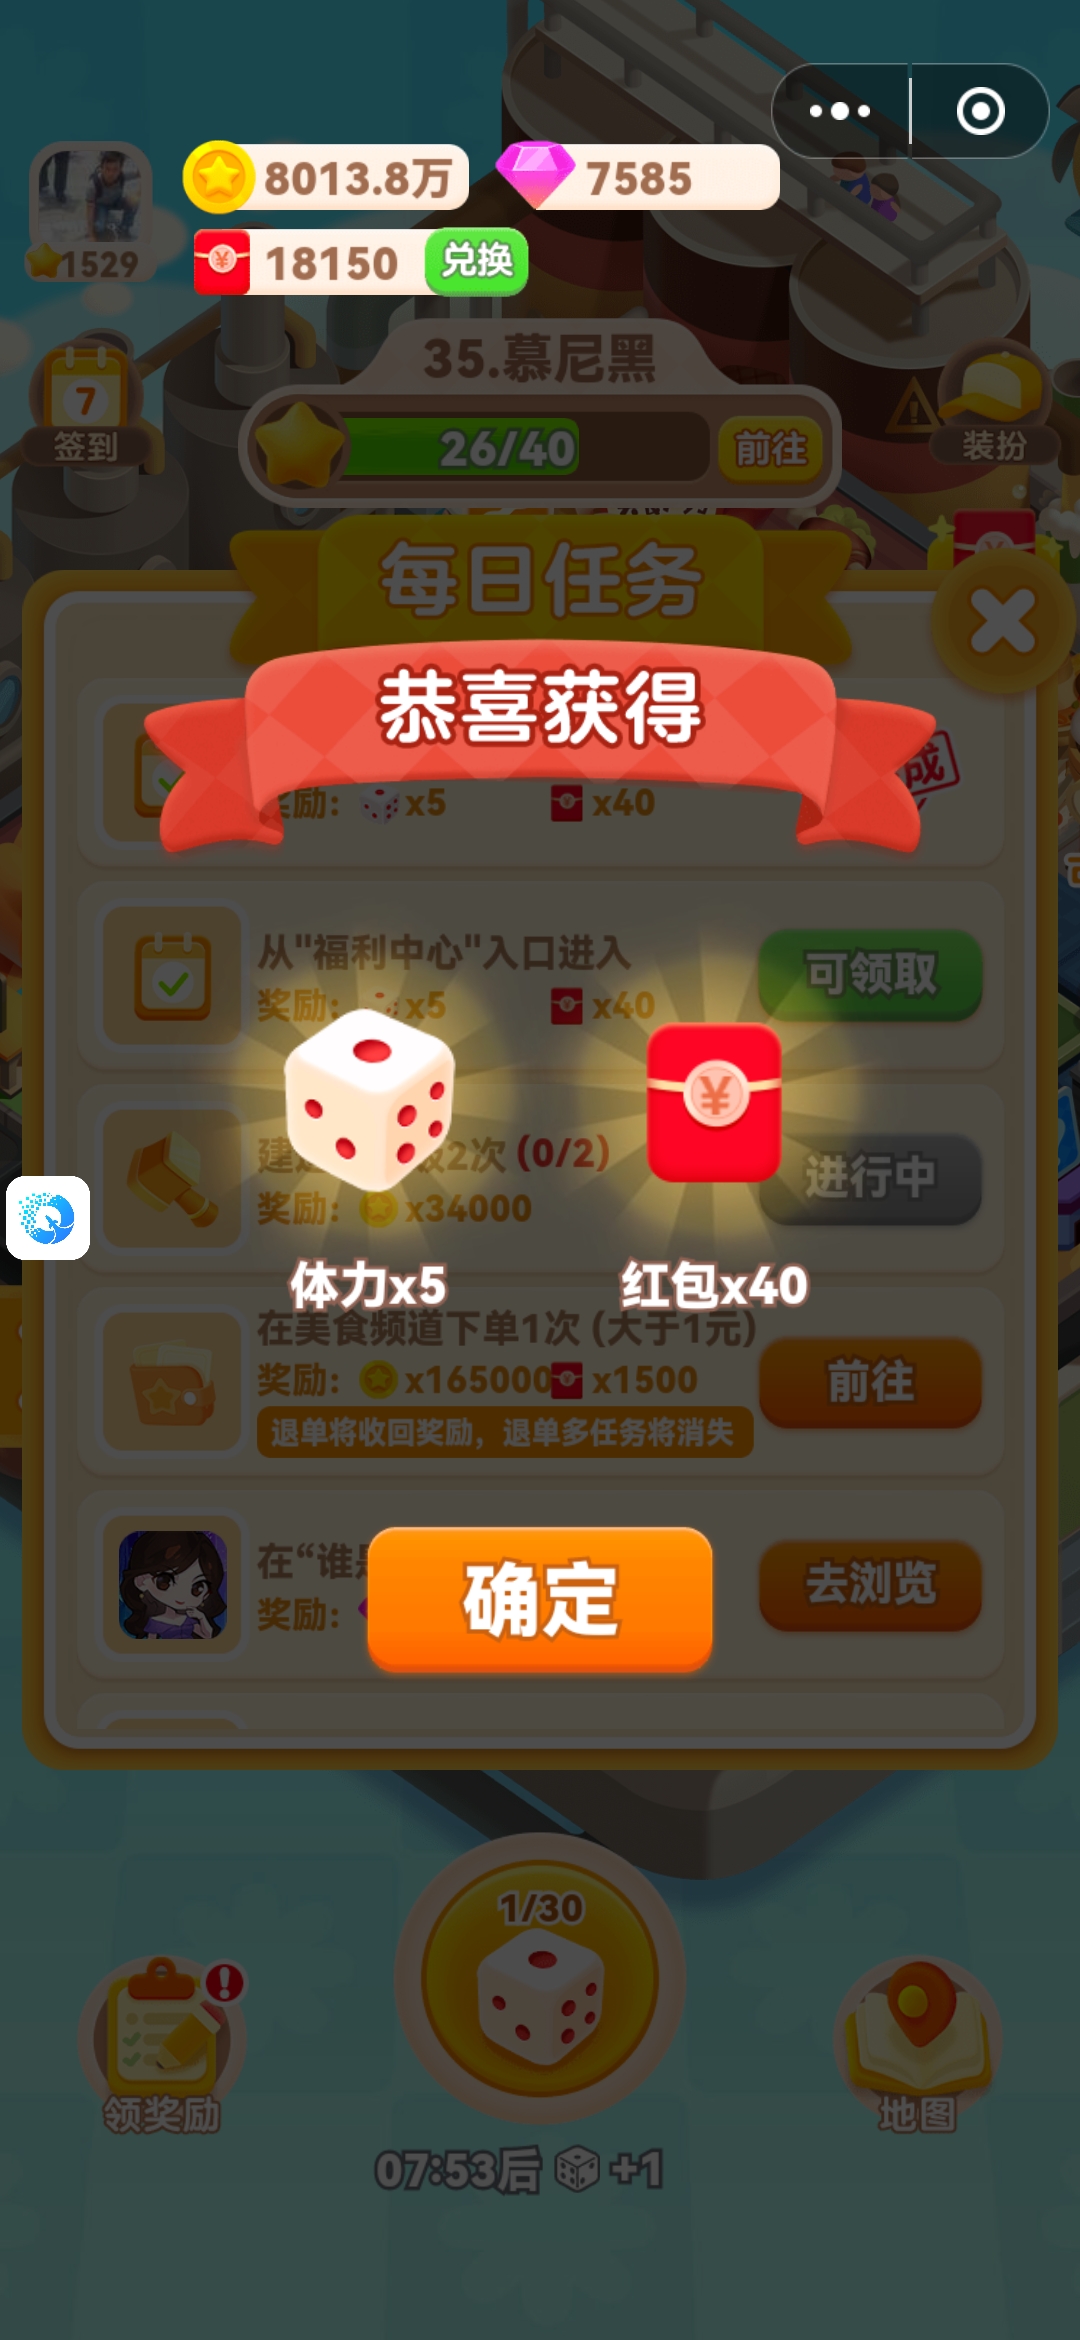 8013.8万
7585
1529
18150
兑换
35.慕尼黑
7
签到
26/40
前往
装扮
每日任务
恭喜获得
成
奖励: x5 x40
从"福利中心"入口进入
可领取
奖励: x5 x40
建 2次 (0/2)
进行中
奖励: x34000
体力x5
红包x40
在美食频道下单1次 (大于1元)
奖励: x165000 x1500
前往
退单将收回奖励，退单多任务将消失
在“谁
去浏览
奖励:
确定
1/30
领奖励
地图
07:53后 +1